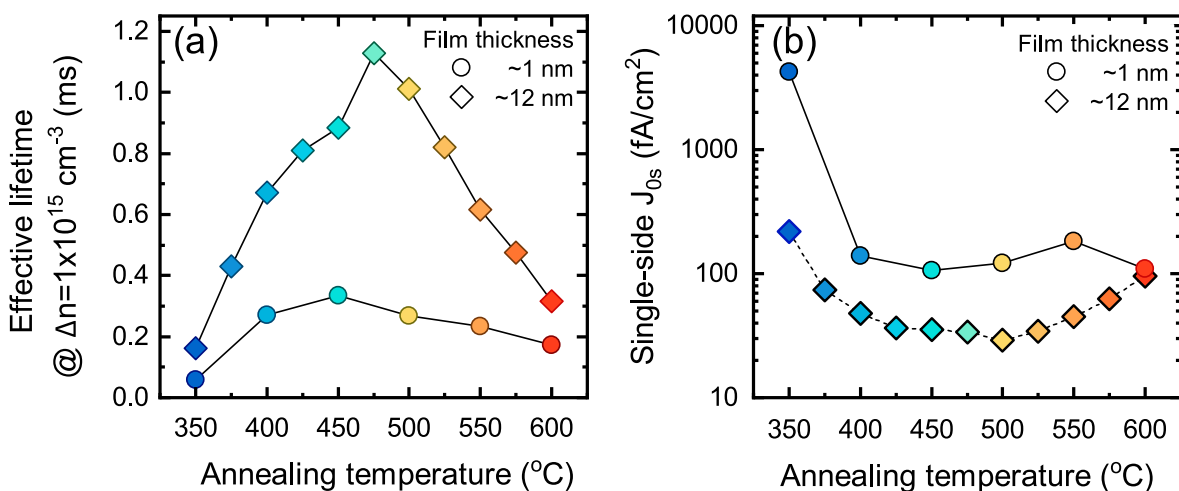 (a)
Film thickness
~1 nm
~12 nm
1.2
1.0
0.8
0.6
0.4
0.2
0.0
Effective lifetime
@ Δn=1x10¹⁵ cm⁻³ (ms)
350 400 450 500 550 600
Annealing temperature (°C)
(b)
Film thickness
~1 nm
~12 nm
10000
1000
100
10
Single-side J₀ₛ (fA/cm²)
350 400 450 500 550 600
Annealing temperature (°C)